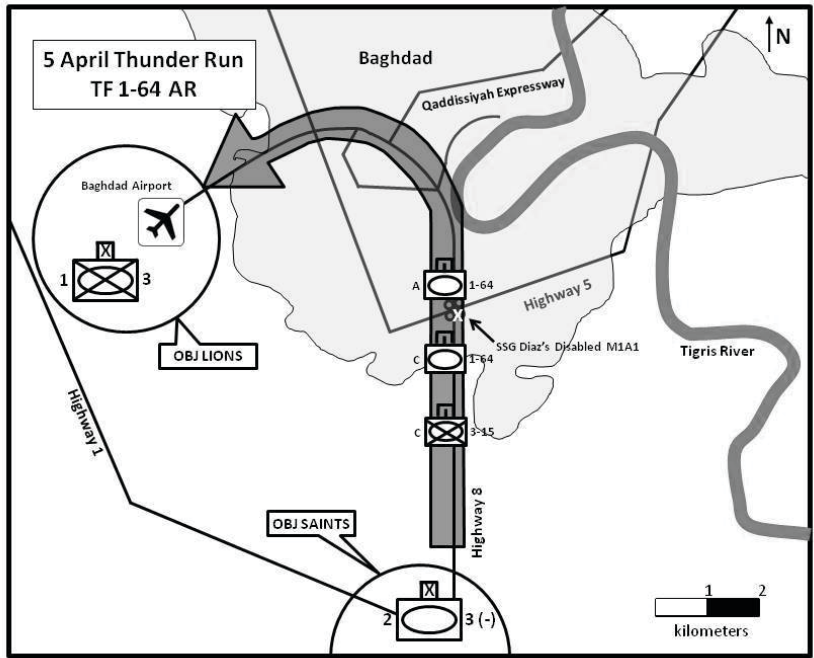 5 April Thunder Run
TF 1-64 AR
Baghdad
N
Qaddissiyah Expressway
Baghdad Airport
X
1 3
A 1-64
Highway 5
X
SSG Diaz's Disabled M1A1
OBJ LIONS
C 1-64
Tigris River
Highway 1
C 3-15
Highway 8
OBJ SAINTS
X
2 3 (-)
1 2
kilometers